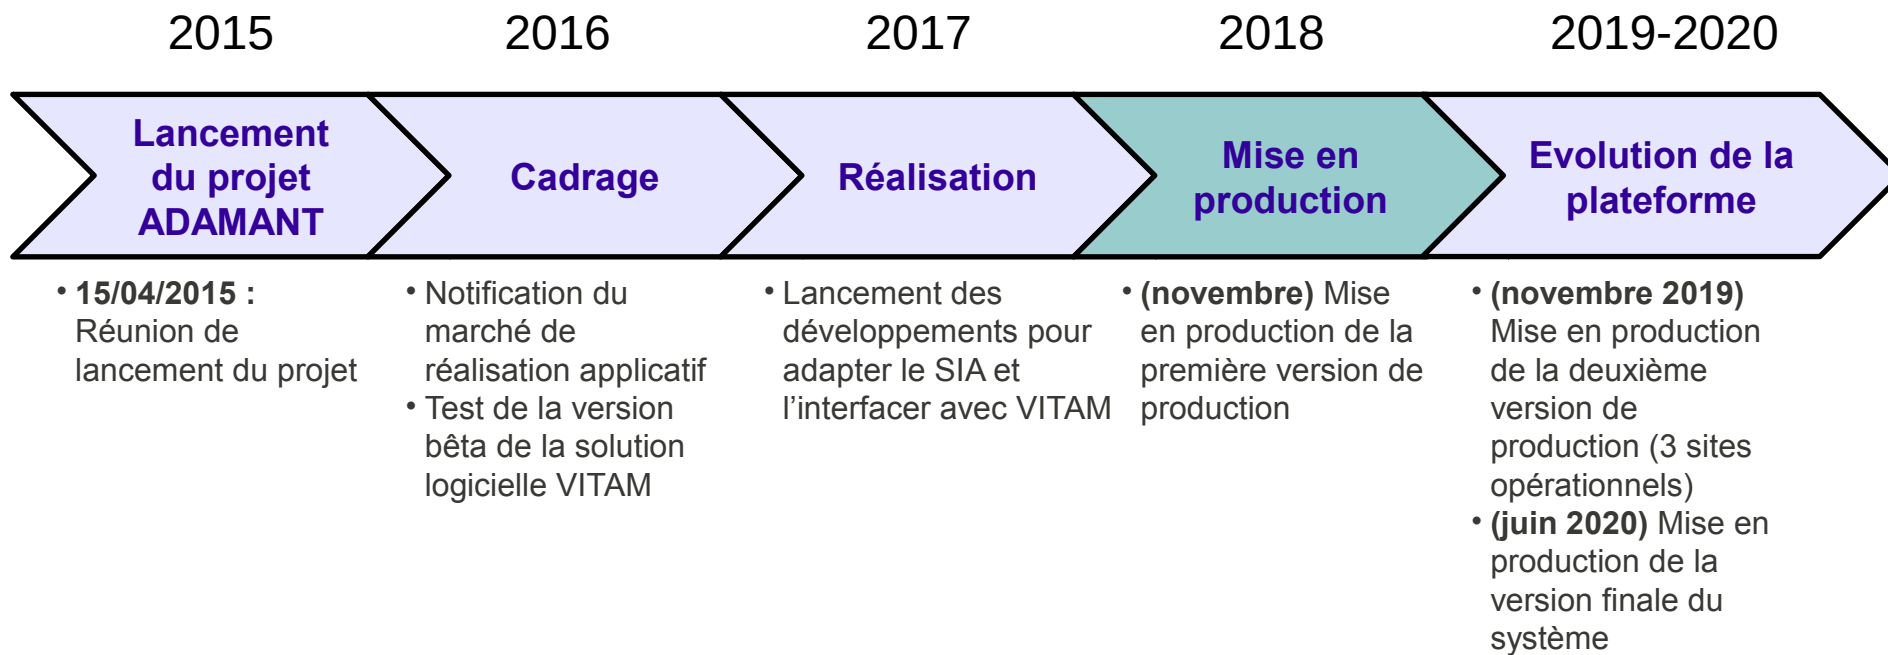 2015
2016
2017
2018
2019-2020
Lancement
du projet
ADAMANT
Cadrage
Réalisation
Mise en
production
Evolution de la
plateforme
• 15/04/2015 :
Réunion de
lancement du projet
• Notification du
marché de
réalisation applicatif
• Test de la version
bêta de la solution
logicielle VITAM
• Lancement des
développements pour
adapter le SIA et
l’interfacer avec VITAM
• (novembre) Mise
en production de la
première version de
production
• (novembre 2019)
Mise en production
de la deuxième
version de
production (3 sites
opérationnels)
• (juin 2020) Mise en
production de la
version finale du
système